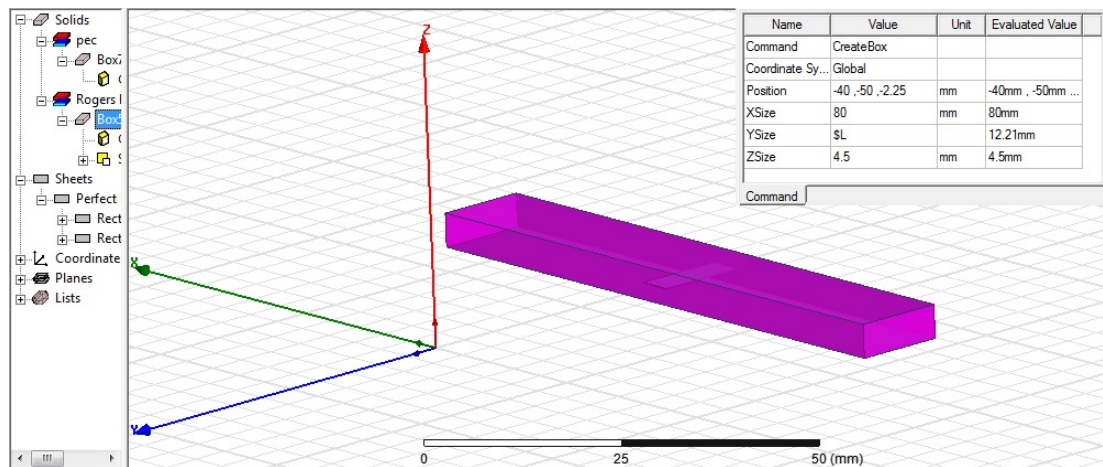 Solids
pec
Box7
Rogers
Box5
Sheets
Perfect
Rect
Rect
Coordinate
Planes
Lists
Z
X
Y
0 25 50 (mm)
Name Value Unit Evaluated Value
Command CreateBox
Coordinate Sy... Global
Position -40 ,-50 ,-2.25 mm -40mm , -50mm ...
XSize 80 mm 80mm
YSize $L 12.21mm
ZSize 4.5 mm 4.5mm
Command